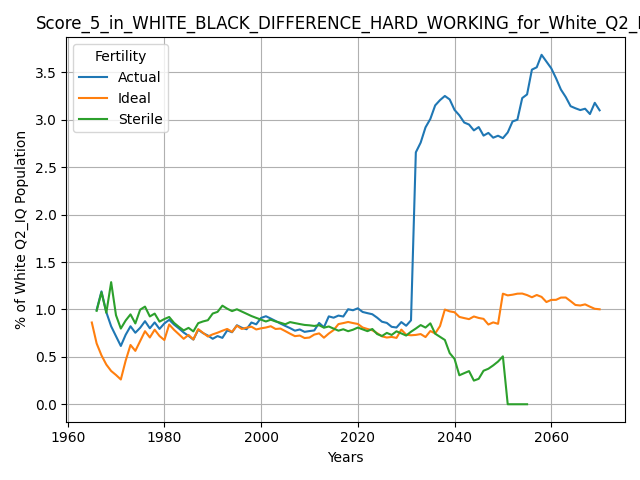 Score_5_in_WHITE_BLACK_DIFFERENCE_HARD_WORKING_for_White_Q2_
Fertility
Actual
Ideal
Sterile
% of White Q2_IQ Population
3.5
3.0
2.5
2.0
1.5
1.0
0.5
0.0
1960 1980 2000 2020 2040 2060
Years